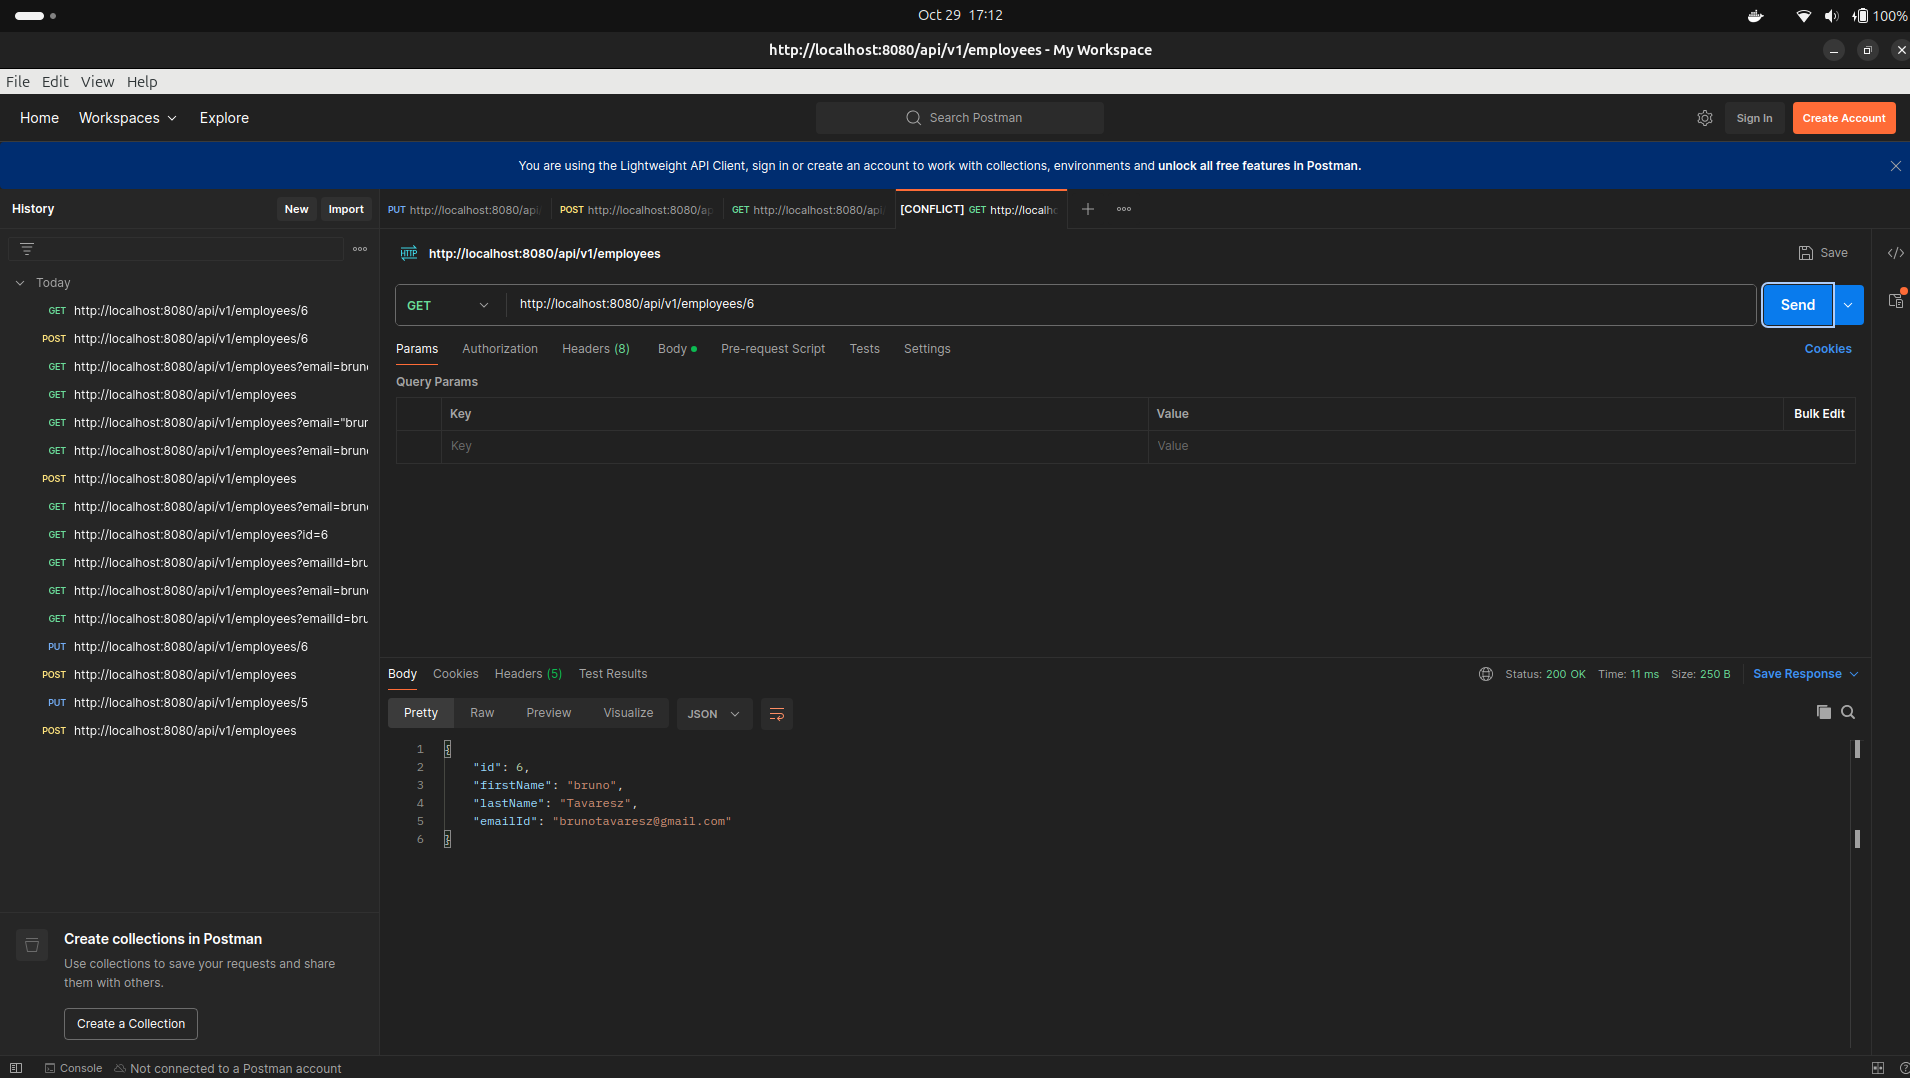 Oct 29 17:12
100%
http://localhost:8080/api/v1/employees - My Workspace
File Edit View Help
Home Workspaces Explore
Search Postman
Sign In
Create Account
You are using the Lightweight API Client, sign in or create an account to work with collections, environments and unlock all free features in Postman.
History
New
Import
PUT http://localhost:8080/api/
POST http://localhost:8080/ap
GET http://localhost:8080/api/
[CONFLICT] GET http://localho
HTTP http://localhost:8080/api/v1/employees
Save
Today
GET http://localhost:8080/api/v1/employees/6
POST http://localhost:8080/api/v1/employees/6
GET http://localhost:8080/api/v1/employees?email=brun
GET http://localhost:8080/api/v1/employees
GET http://localhost:8080/api/v1/employees?email="brur
GET http://localhost:8080/api/v1/employees?email=brun
POST http://localhost:8080/api/v1/employees
GET http://localhost:8080/api/v1/employees?email=brun
GET http://localhost:8080/api/v1/employees?id=6
GET http://localhost:8080/api/v1/employees?emailId=bru
GET http://localhost:8080/api/v1/employees?email=brun
GET http://localhost:8080/api/v1/employees?emailId=bru
PUT http://localhost:8080/api/v1/employees/6
POST http://localhost:8080/api/v1/employees
PUT http://localhost:8080/api/v1/employees/5
POST http://localhost:8080/api/v1/employees
GET
http://localhost:8080/api/v1/employees/6
Send
Params Authorization Headers (8) Body Pre-request Script Tests Settings
Cookies
Query Params
Key Value Bulk Edit
Key Value
Body Cookies Headers (5) Test Results
Status: 200 OK Time: 11 ms Size: 250 B Save Response
Pretty Raw Preview Visualize JSON
1 {
2 "id": 6,
3 "firstName": "bruno",
4 "lastName": "Tavaresz",
5 "emailId": "brunotavaresz@gmail.com"
6 }
Create collections in Postman
Use collections to save your requests and share
them with others.
Create a Collection
Console Not connected to a Postman account